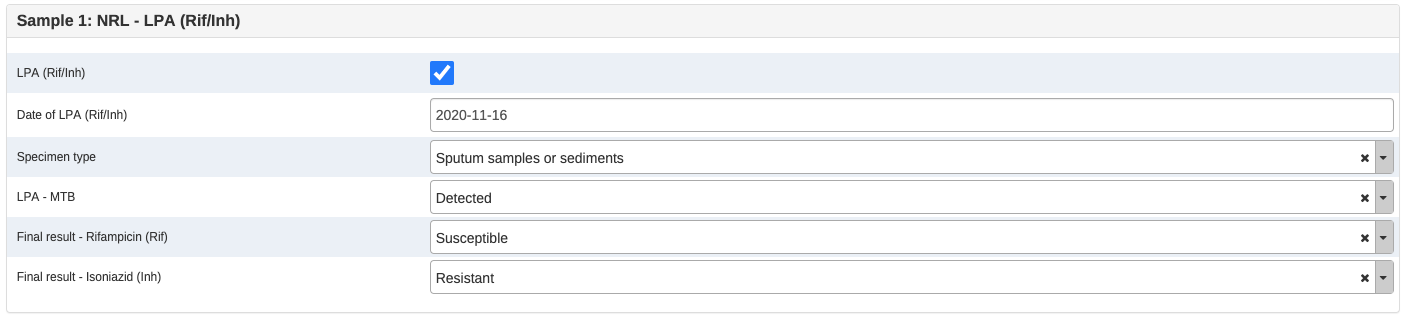 Sample 1: NRL - LPA (Rif/Inh)
LPA (Rif/Inh)
Date of LPA (Rif/Inh) 2020-11-16
Specimen type Sputum samples or sediments
LPA - MTB Detected
Final result - Rifampicin (Rif) Susceptible
Final result - Isoniazid (Inh) Resistant